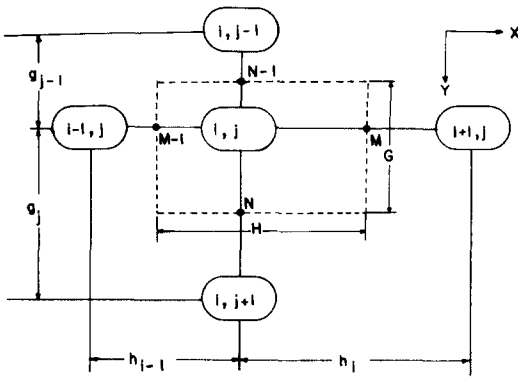 i, j-1
X
Y
g j-1
N-1
i-1, j
i, j
i+1, j
M-1
M
G
g j
N
H
i, j+1
h i-1
h i